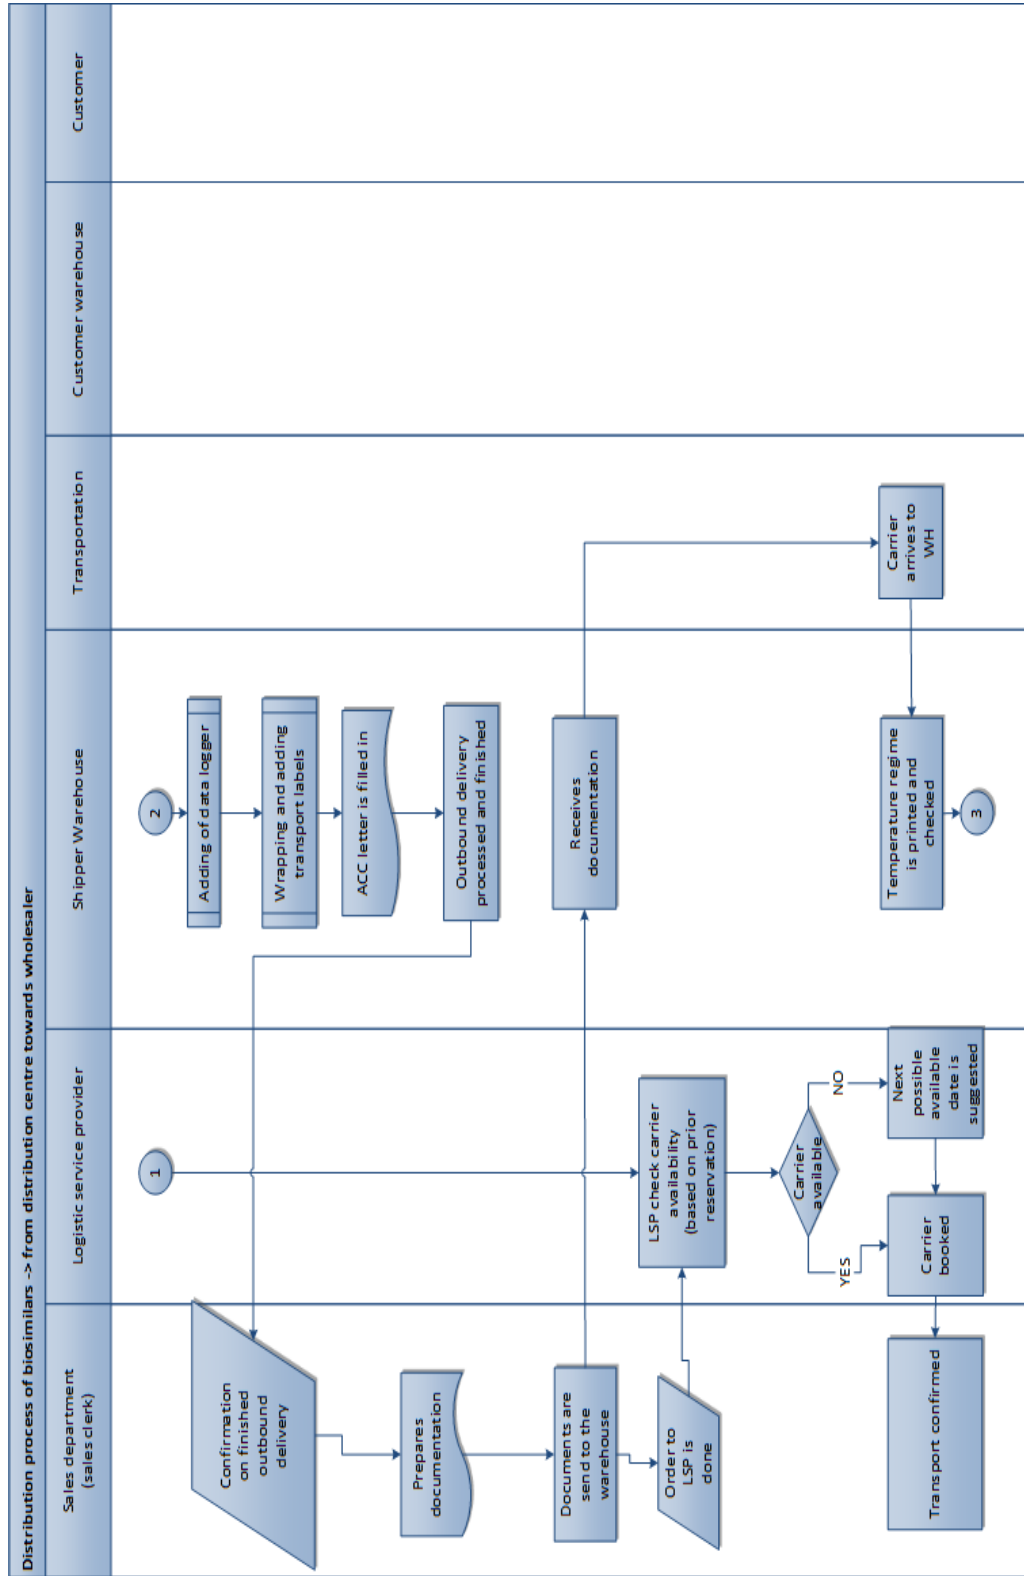 Distribution process of biosimilars -> from distribution centre towards wholesaler
Sales department
(sales clerk)
Logistic service provider
Shipper Warehouse
Transportation
Customer warehouse
Customer
1
2
Adding of data logger
Wrapping and adding
transport labels
ACC letter is filled in
Outbound delivery
processed and finished
Confirmation
on finished
outbound
delivery
Prepares
documentation
Documents are
send to the
warehouse
Receives
documentation
Order to
LSP is
done
LSP check carrier
availability
(based on prior
reservation)
Carrier
available
YES
NO
Next
possible
available
date is
suggested
Carrier
booked
Transport confirmed
Carrier
arrives to
WH
Temperature regime
is printed and
checked
3